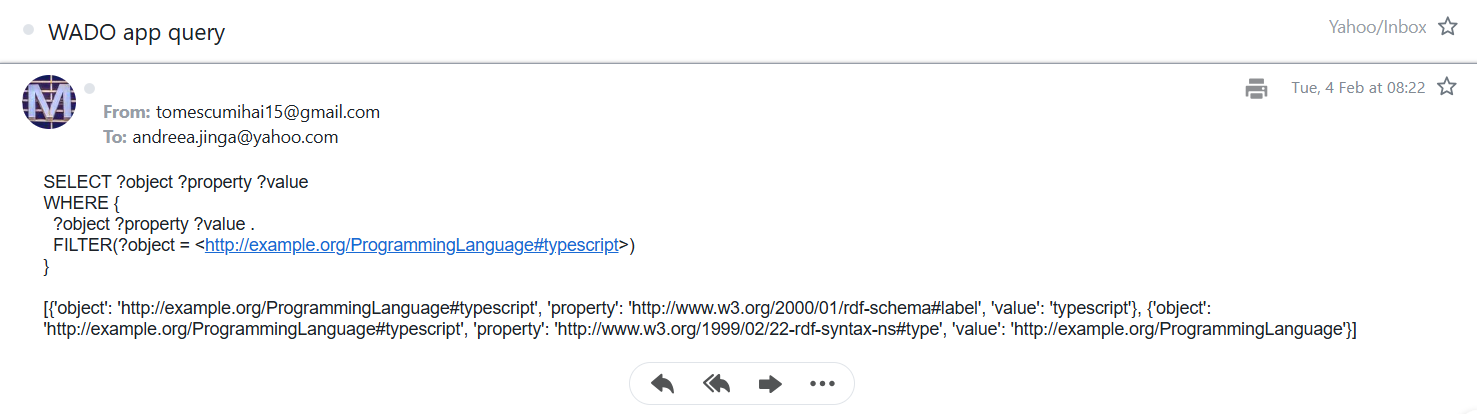 WADO app query
Yahoo/Inbox
M
Tue, 4 Feb at 08:22
From: tomescumihai15@gmail.com
To: andreea.jinga@yahoo.com
SELECT ?object ?property ?value
WHERE {
?object ?property ?value .
FILTER(?object = <http://example.org/ProgrammingLanguage#typescript>)
}
[{'object': 'http://example.org/ProgrammingLanguage#typescript', 'property': 'http://www.w3.org/2000/01/rdf-schema#label', 'value': 'typescript'}, {'object':
'http://example.org/ProgrammingLanguage#typescript', 'property': 'http://www.w3.org/1999/02/22-rdf-syntax-ns#type', 'value': 'http://example.org/ProgrammingLanguage'}]